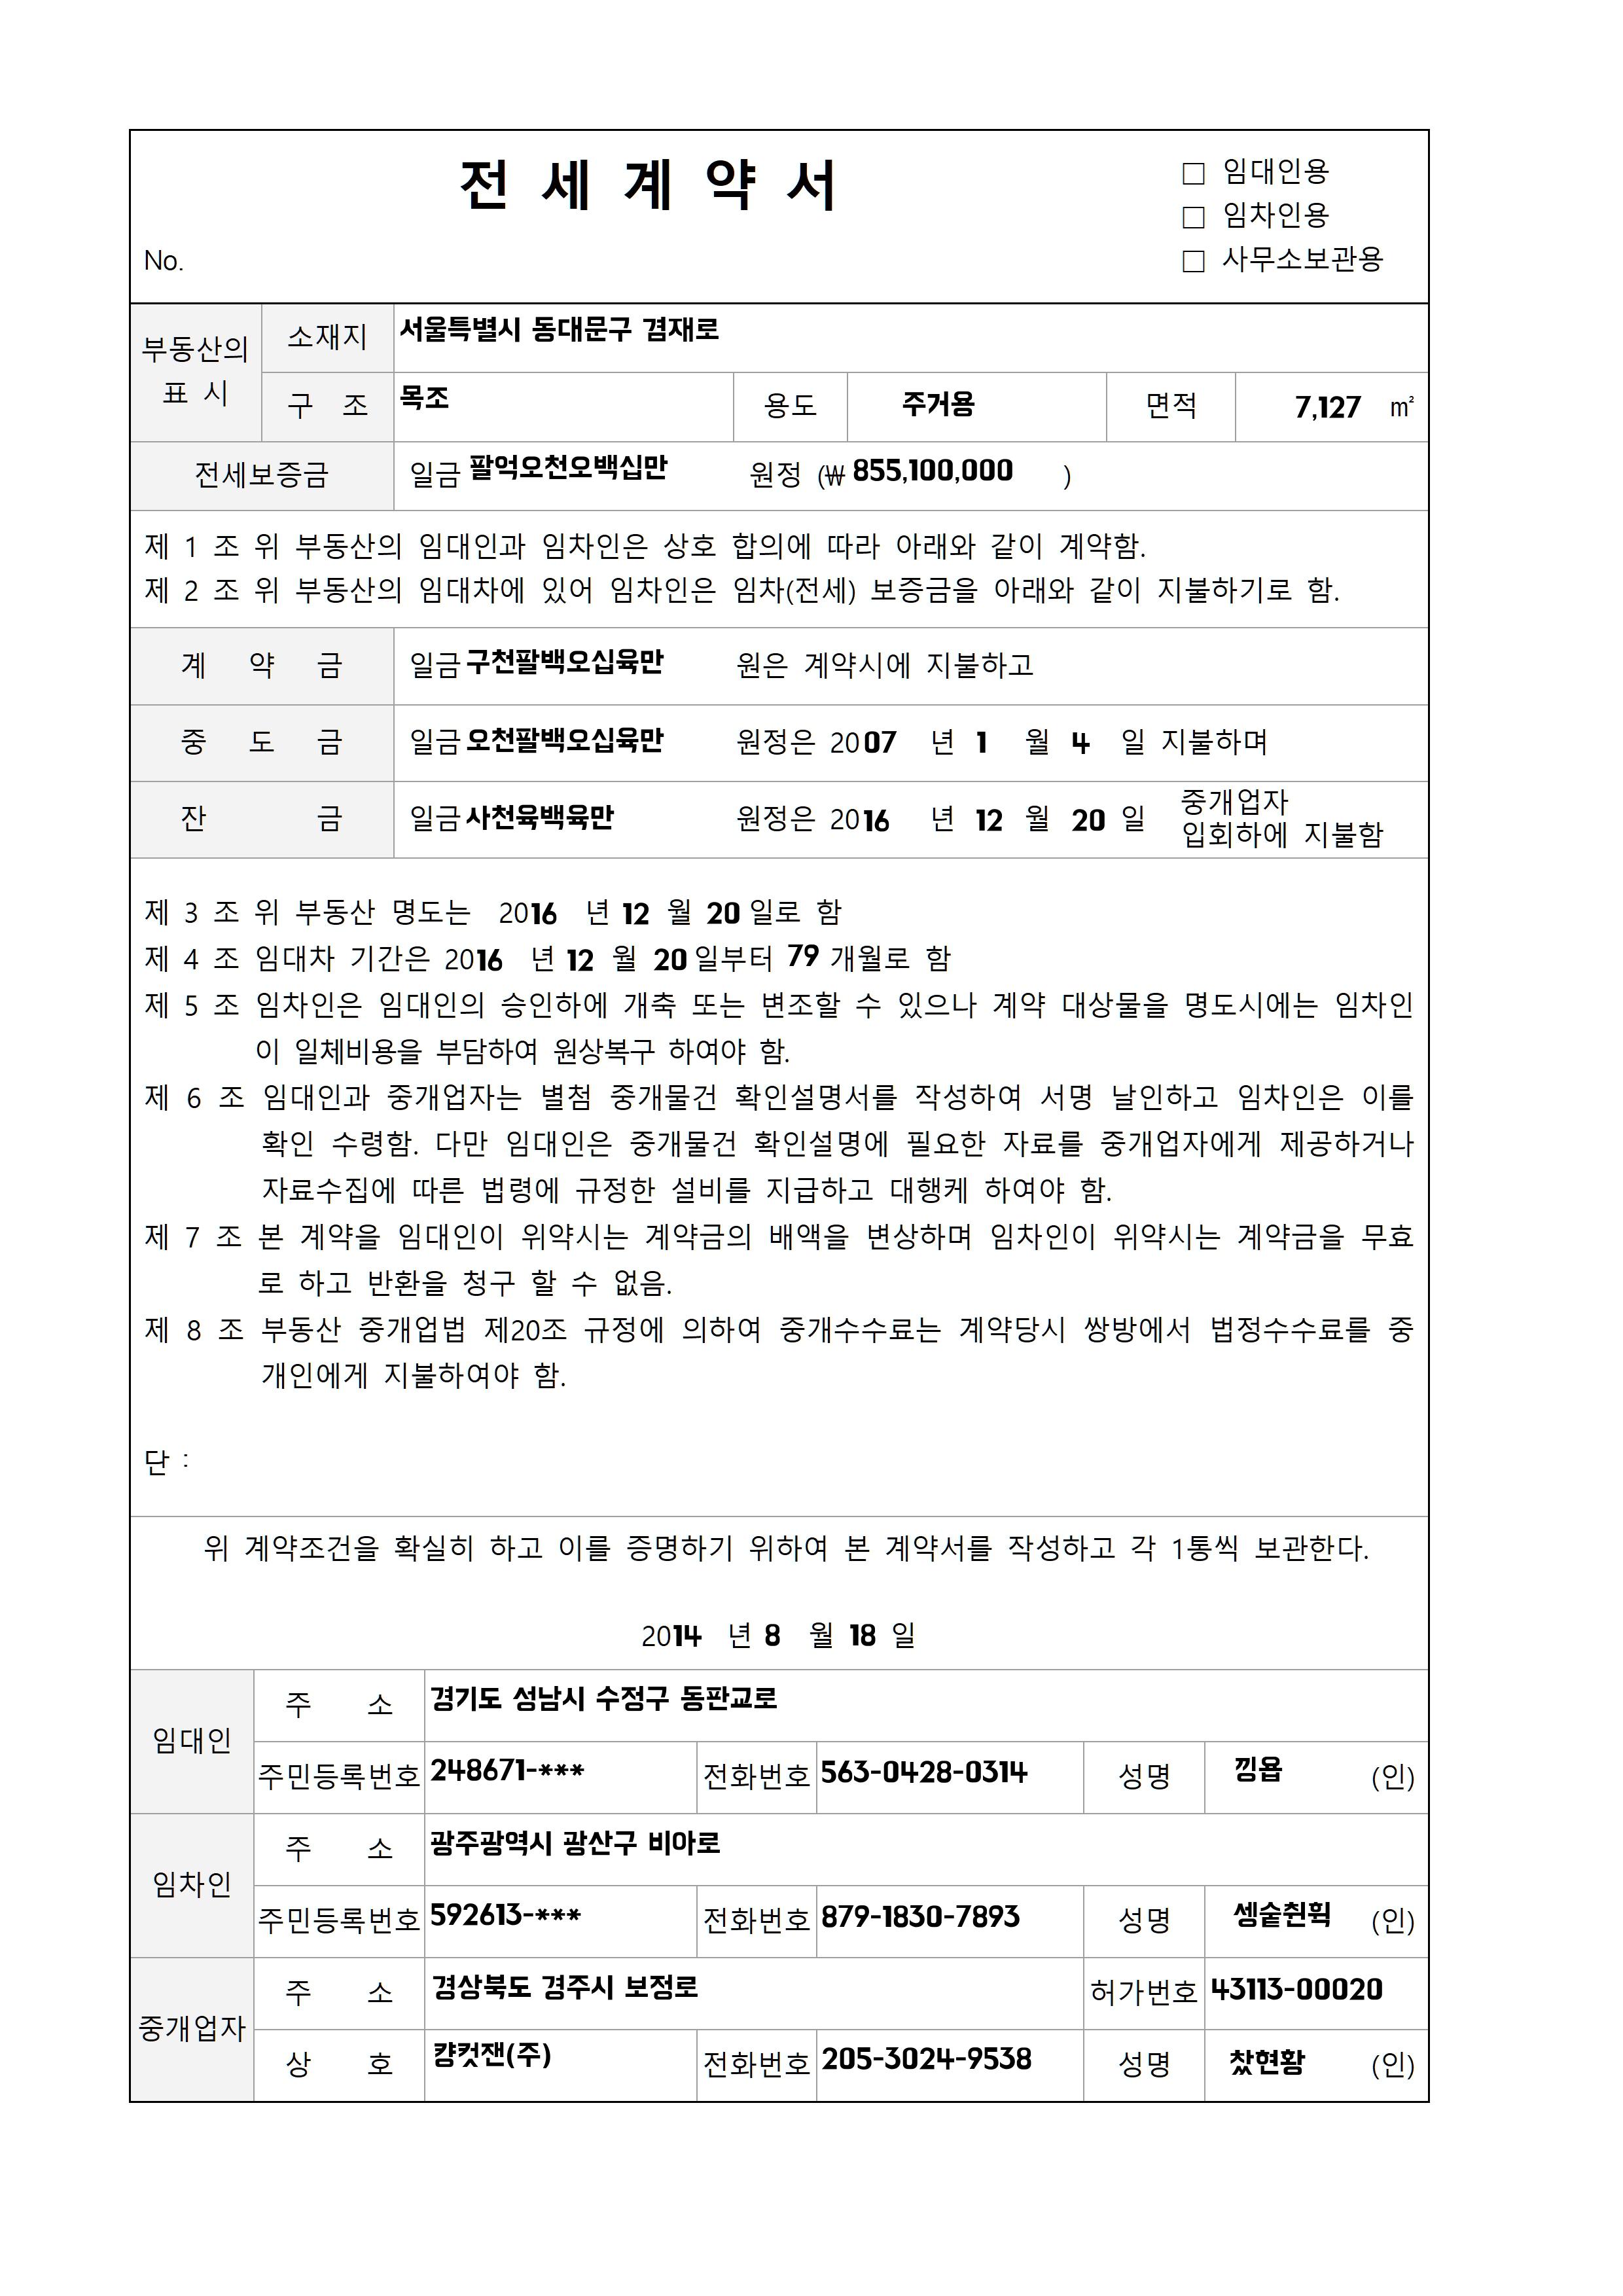 전 세 계 약 서
□ 임대인용
□ 임차인용
□ 사무소보관용
No.
부동산의 표 시
소재지 서울특별시 동대문구 겸재로
구 조 목조 용도 주거용 면적 7,127 ㎡
전세보증금 일금 팔억오천오백십만 원정 (₩ 855,100,000 )
제 1 조 위 부동산의 임대인과 임차인은 상호 합의에 따라 아래와 같이 계약함.
제 2 조 위 부동산의 임대차에 있어 임차인은 임차(전세) 보증금을 아래와 같이 지불하기로 함.
계 약 금 일금 구천팔백오십육만 원은 계약시에 지불하고
중 도 금 일금 오천팔백오십육만 원정은 2007 년 1 월 4 일 지불하며
잔 금 일금 사천육백육만 원정은 2016 년 12 월 20 일 중개업자
입회하에 지불함
제 3 조 위 부동산 명도는 2016 년 12 월 20 일로 함
제 4 조 임대차 기간은 2016 년 12 월 20 일부터 79 개월로 함
제 5 조 임차인은 임대인의 승인하에 개축 또는 변조할 수 있으나 계약 대상물을 명도시에는 임차인
이 일체비용을 부담하여 원상복구 하여야 함.
제 6 조 임대인과 중개업자는 별첨 중개물건 확인설명서를 작성하여 서명 날인하고 임차인은 이를
확인 수령함. 다만 임대인은 중개물건 확인설명에 필요한 자료를 중개업자에게 제공하거나
자료수집에 따른 법령에 규정한 설비를 지급하고 대행케 하여야 함.
제 7 조 본 계약을 임대인이 위약시는 계약금의 배액을 변상하며 임차인이 위약시는 계약금을 무효
로 하고 반환을 청구 할 수 없음.
제 8 조 부동산 중개업법 제20조 규정에 의하여 중개수수료는 계약당시 쌍방에서 법정수수료를 중
개인에게 지불하여야 함.
단 :
위 계약조건을 확실히 하고 이를 증명하기 위하여 본 계약서를 작성하고 각 1통씩 보관한다.
2014 년 8 월 18 일
임대인
주 소 경기도 성남시 수정구 동판교로
주민등록번호 248671-*** 전화번호 563-0428-0314 성명 낑욥 (인)
임차인
주 소 광주광역시 광산구 비아로
주민등록번호 592613-*** 전화번호 879-1830-7893 성명 (인)
중개업자
주 소 경상북도 경주시 보정로 허가번호 43113-00020
상 호 컁컷잰(주) 전화번호 205-3024-9538 성명 찼현황 (인)